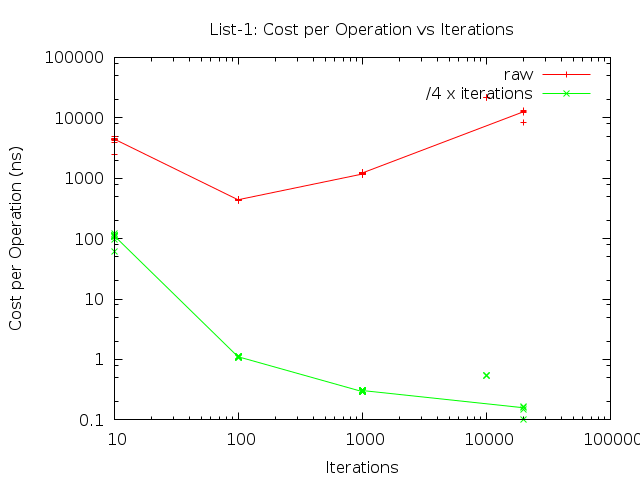 List-1: Cost per Operation vs Iterations
raw
/4 x iterations
Cost per Operation (ns)
100000
10000
1000
100
10
1
0.1
10
100
1000
10000
100000
Iterations